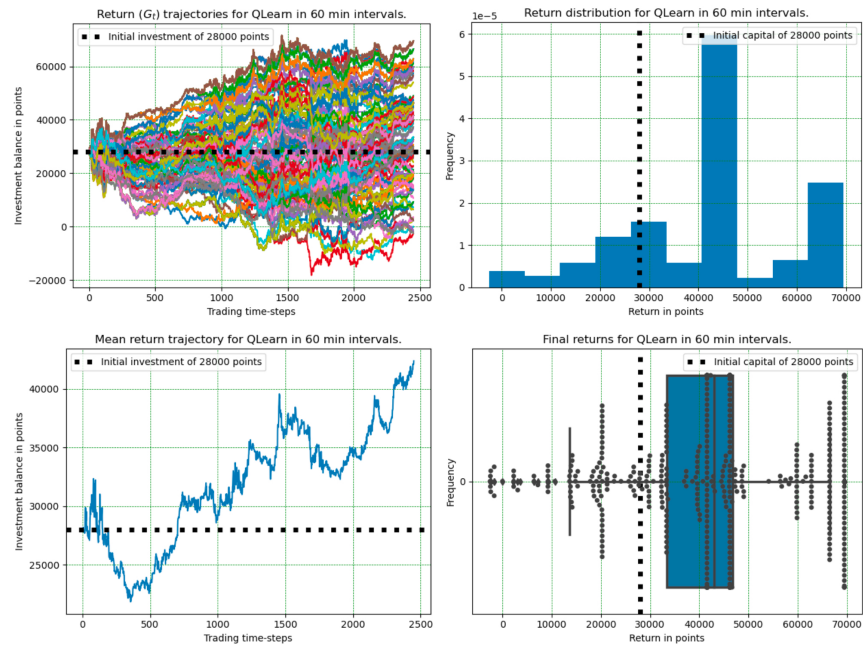 Return (Gt) trajectories for QLearn in 60 min intervals.
Initial investment of 28000 points
Investment balance in points
60000
40000
20000
0
−20000
0 500 1000 1500 2000 2500
Trading time-steps
Return distribution for QLearn in 60 min intervals.
1e−5
Initial capital of 28000 points
Frequency
6
5
4
3
2
1
0
0 10000 20000 30000 40000 50000 60000 70000
Return in points
Mean return trajectory for QLearn in 60 min intervals.
Initial investment of 28000 points
Investment balance in points
40000
35000
30000
25000
0 500 1000 1500 2000 2500
Trading time-steps
Final returns for QLearn in 60 min intervals.
Initial capital of 28000 points
Frequency
0
0 10000 20000 30000 40000 50000 60000 70000
Return in points